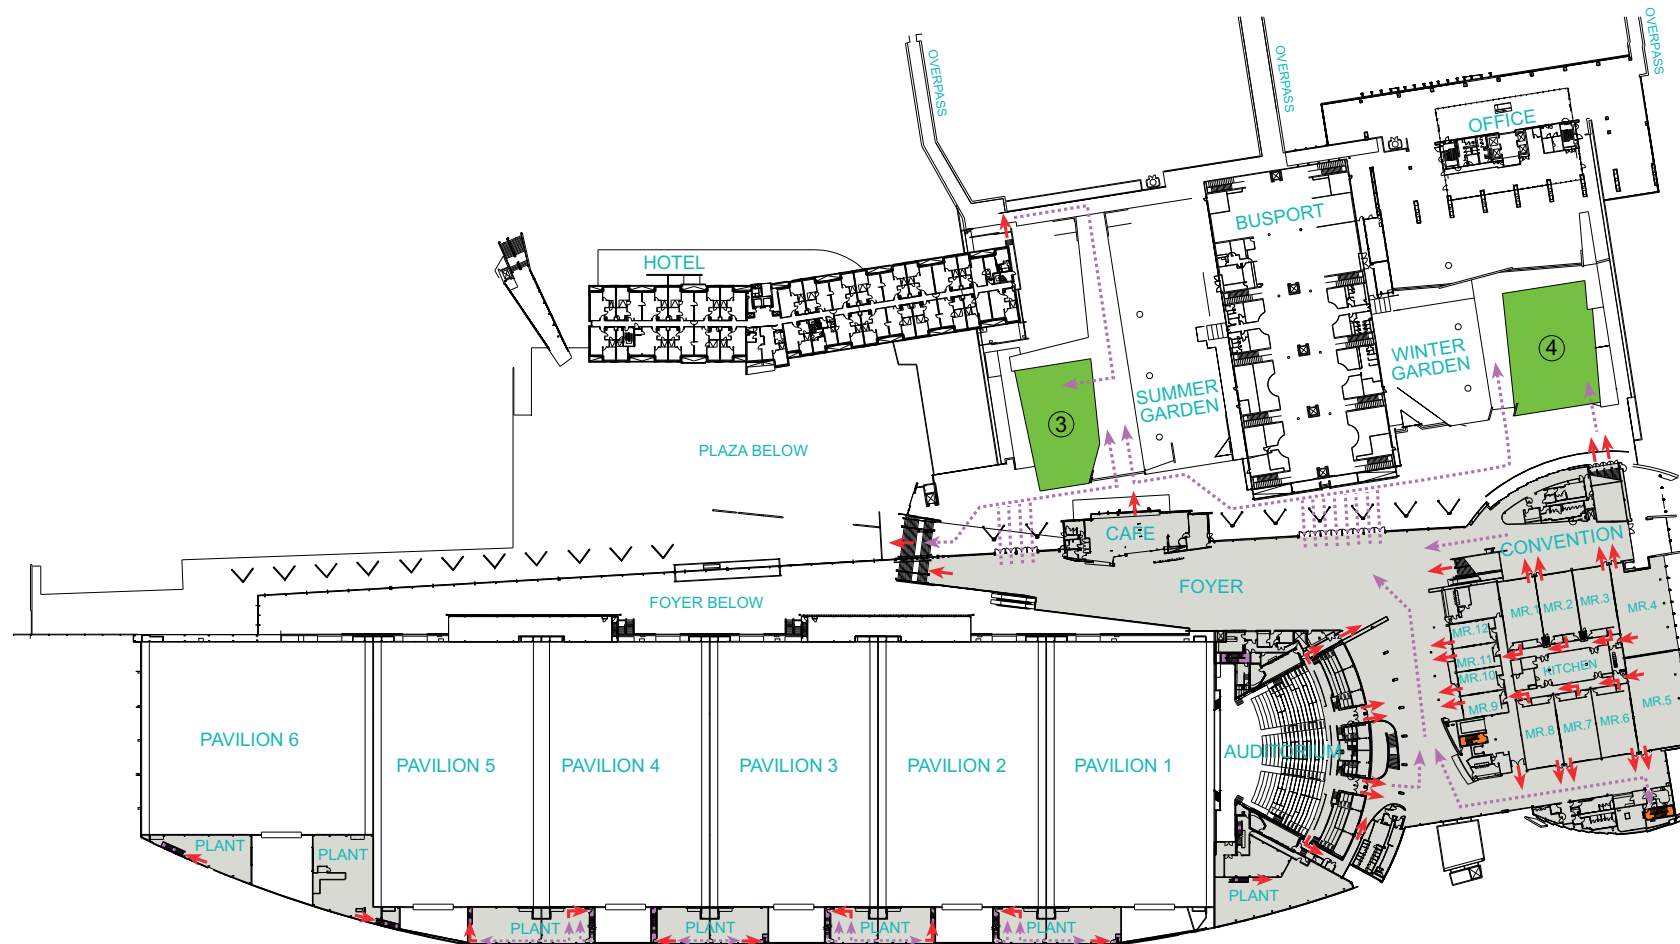 OVERPASS
OVERPASS
OVERPASS
OFFICE
BUSPORT
HOTEL
④
WINTER
GARDEN
SUMMER
GARDEN
③
PLAZA BELOW
CAFE
CONVENTION
FOYER
FOYER BELOW
MR.1
MR.2
MR.3
MR.4
MR.12
MR.11
MR.10
MR.9
KITCHEN
MR.5
MR.8
MR.7
MR.6
PAVILION 6
PAVILION 5
PAVILION 4
PAVILION 3
PAVILION 2
PAVILION 1
AUDITORIUM
PLANT
PLANT
PLANT
PLANT
PLANT
PLANT
PLANT